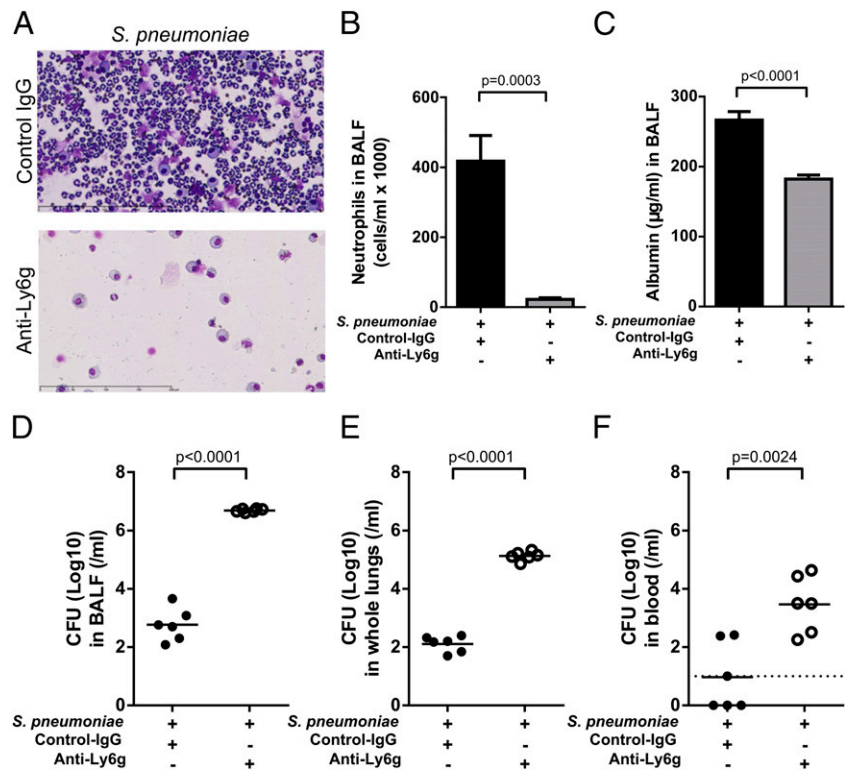 A
S. pneumoniae
Control IgG
Anti-Ly6g
B
p=0.0003
Neutrophils in BALF
(cells/ml x 1000)
600
400
200
0
S. pneumoniae + +
Control-IgG + -
Anti-Ly6g - +
C
p<0.0001
Albumin (µg/ml) in BALF
300
200
100
0
S. pneumoniae + +
Control-IgG + -
Anti-Ly6g - +
D
p<0.0001
CFU (Log10)
in BALF (/ml)
8
6
4
2
0
S. pneumoniae + +
Control-IgG + -
Anti-Ly6g - +
E
p<0.0001
CFU (Log10)
in whole lungs (/ml)
8
6
4
2
0
S. pneumoniae + +
Control-IgG + -
Anti-Ly6g - +
F
p=0.0024
CFU (Log10)
in blood (/ml)
8
6
4
2
0
S. pneumoniae + +
Control-IgG + -
Anti-Ly6g - +